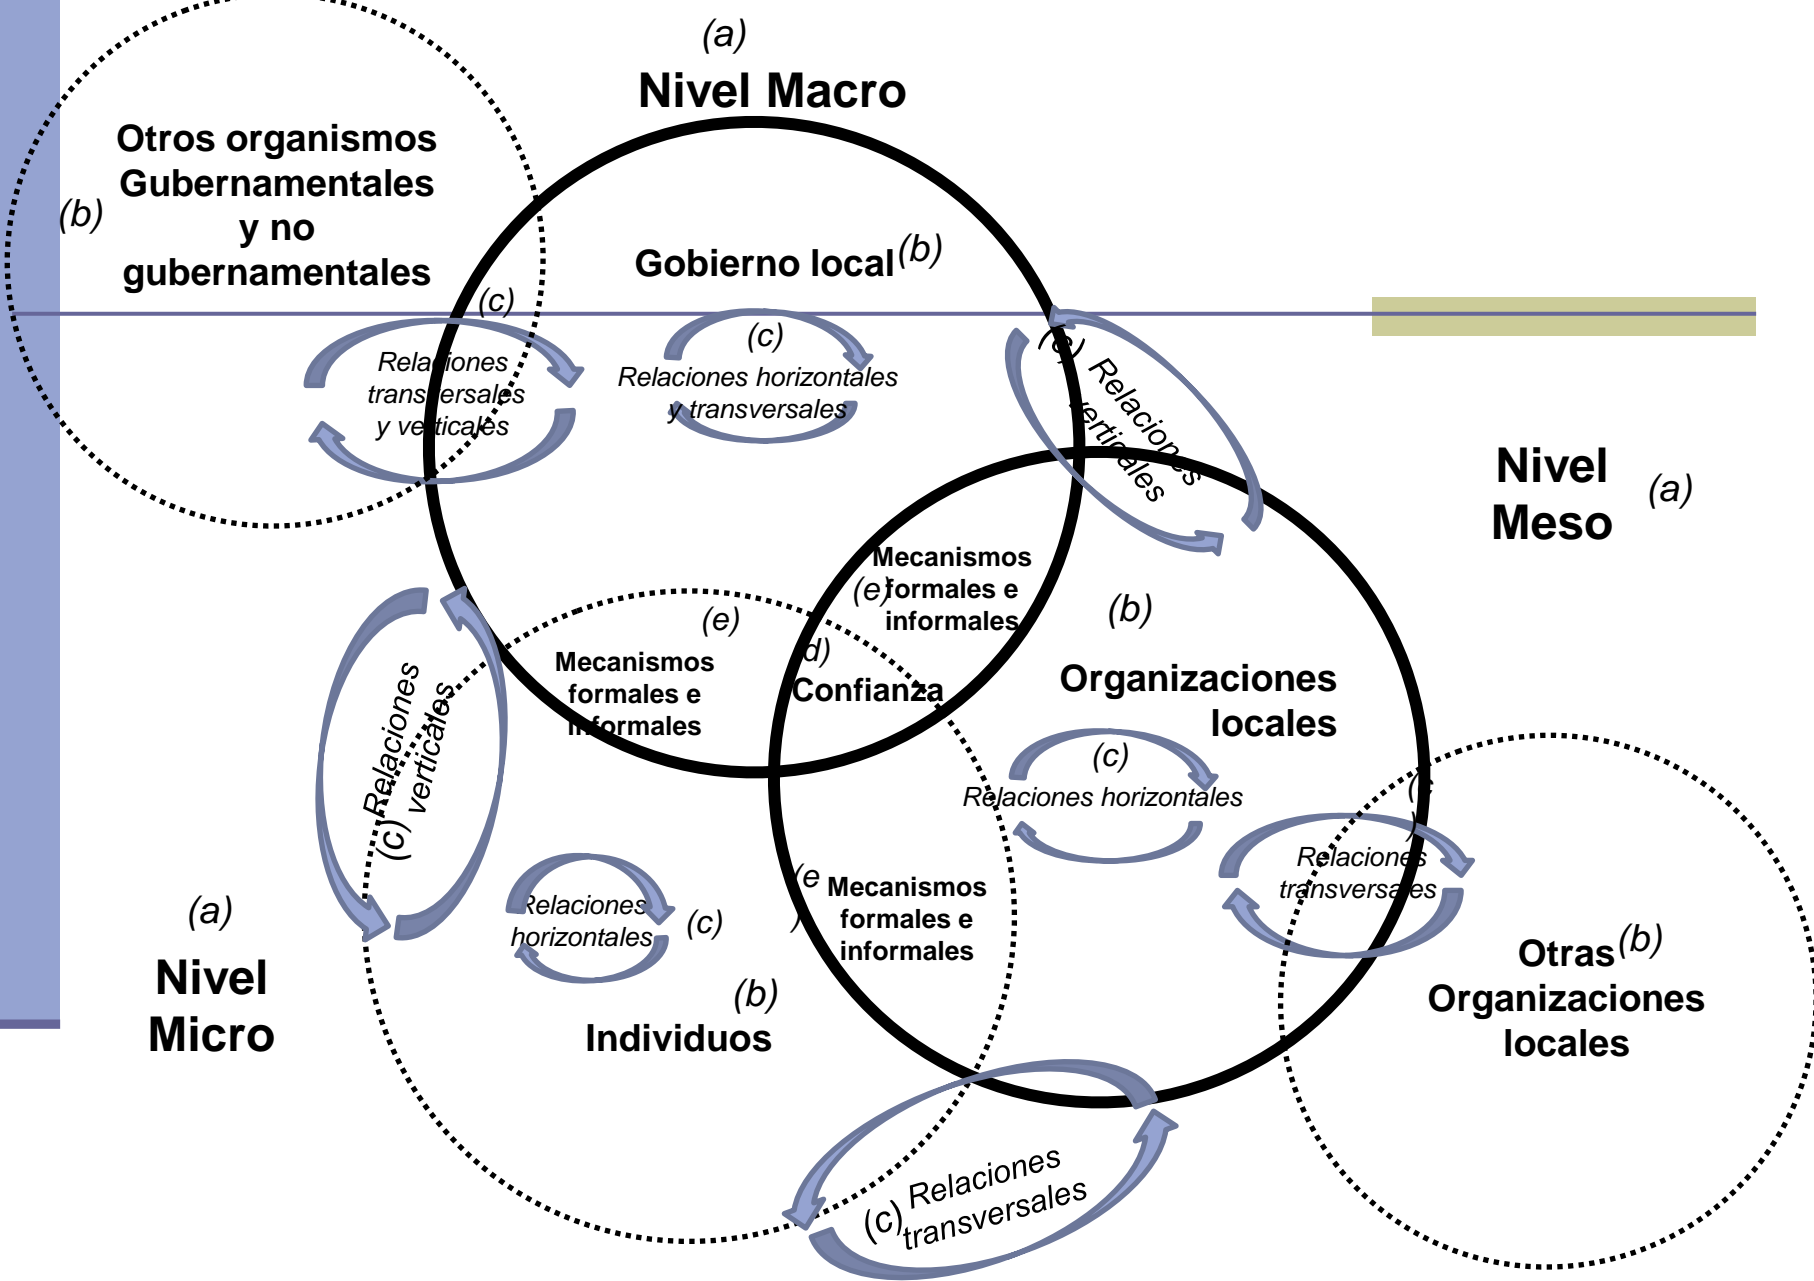 (a)
Nivel Macro
Otros organismos
Gubernamentales
y no
gubernamentales
(b)
Gobierno local (b)
(c)
Relaciones
transversales
y verticales
(c)
Relaciones horizontales
y transversales
(c) Relaciones
verticales
Nivel
Meso
(a)
Mecanismos
formales e
informales
(e)
(b)
(e)
Mecanismos
formales e
informales
d)
Confianza
Organizaciones
locales
(c)
Relaciones horizontales
Relaciones
verticales
(c)
(e
)
Mecanismos
formales e
informales
Relaciones
transversales
(a)
Nivel
Micro
Relaciones
horizontales
(c)
(b)
Individuos
Otras (b)
Organizaciones
locales
(c) Relaciones
transversales